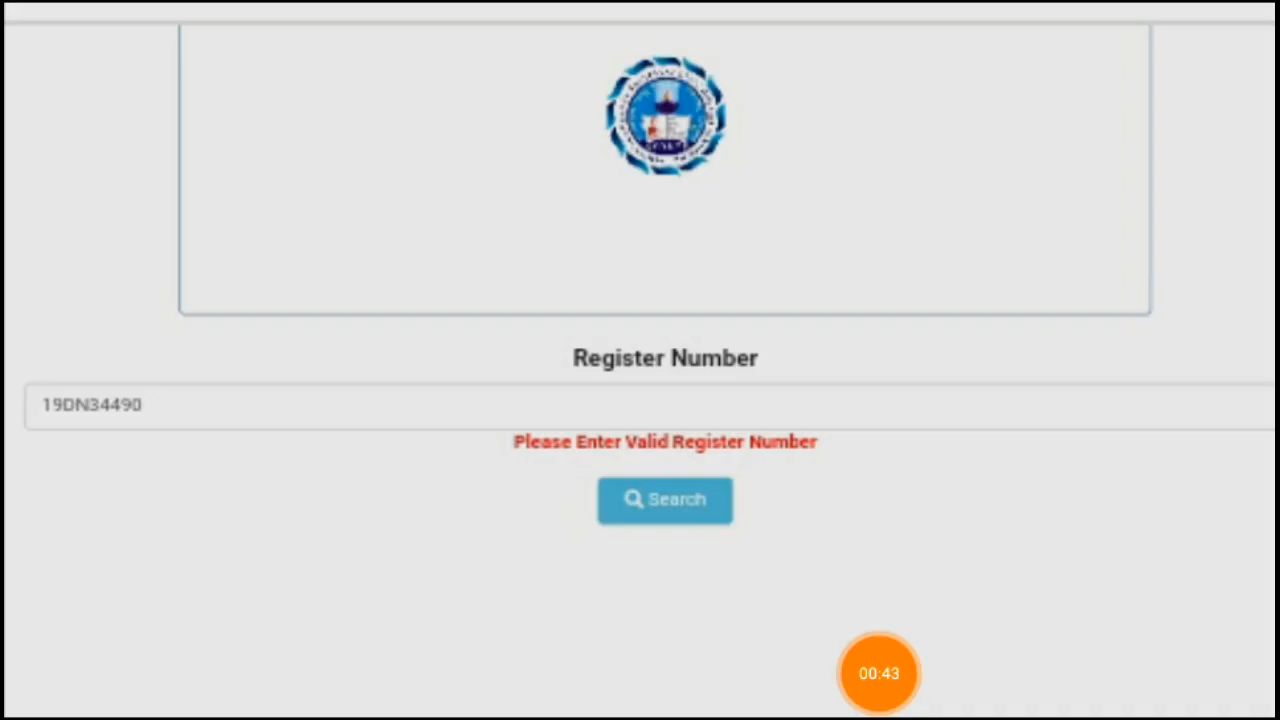 Register Number
19DN34490
Please Enter Valid Register Number
Search
00:43